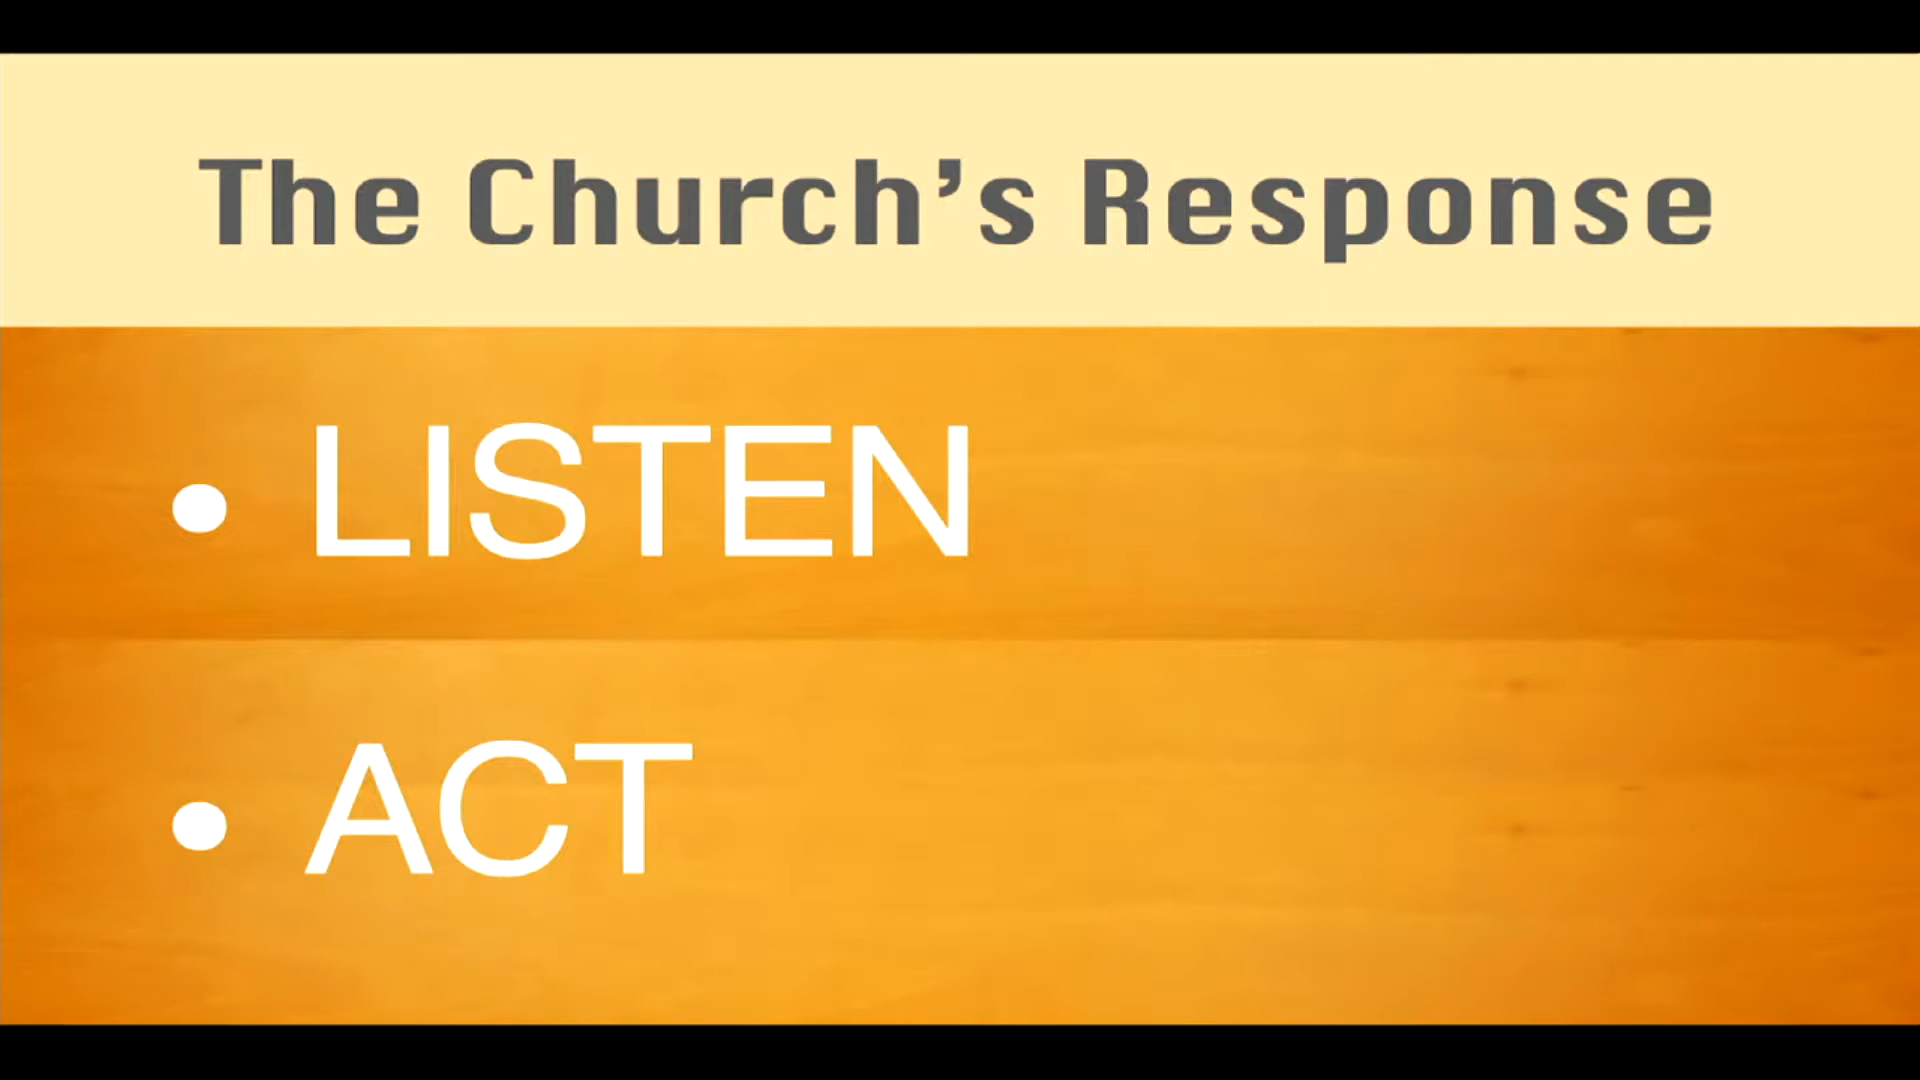 The Church’s Response
• LISTEN
• ACT